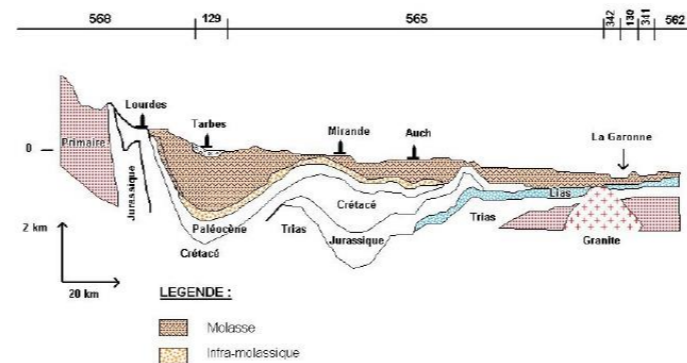 568 129 565 342 130 341 562
Lourdes
Tarbes
Mirande
Auch
La Garonne
0
Primaire
Jurassique
Lias
Crétacé
Paléocène
Trias
Trias
2 km
Crétacé
Jurassique
Granite
20 km
LEGENDE :
Molasse
Infra-molassique